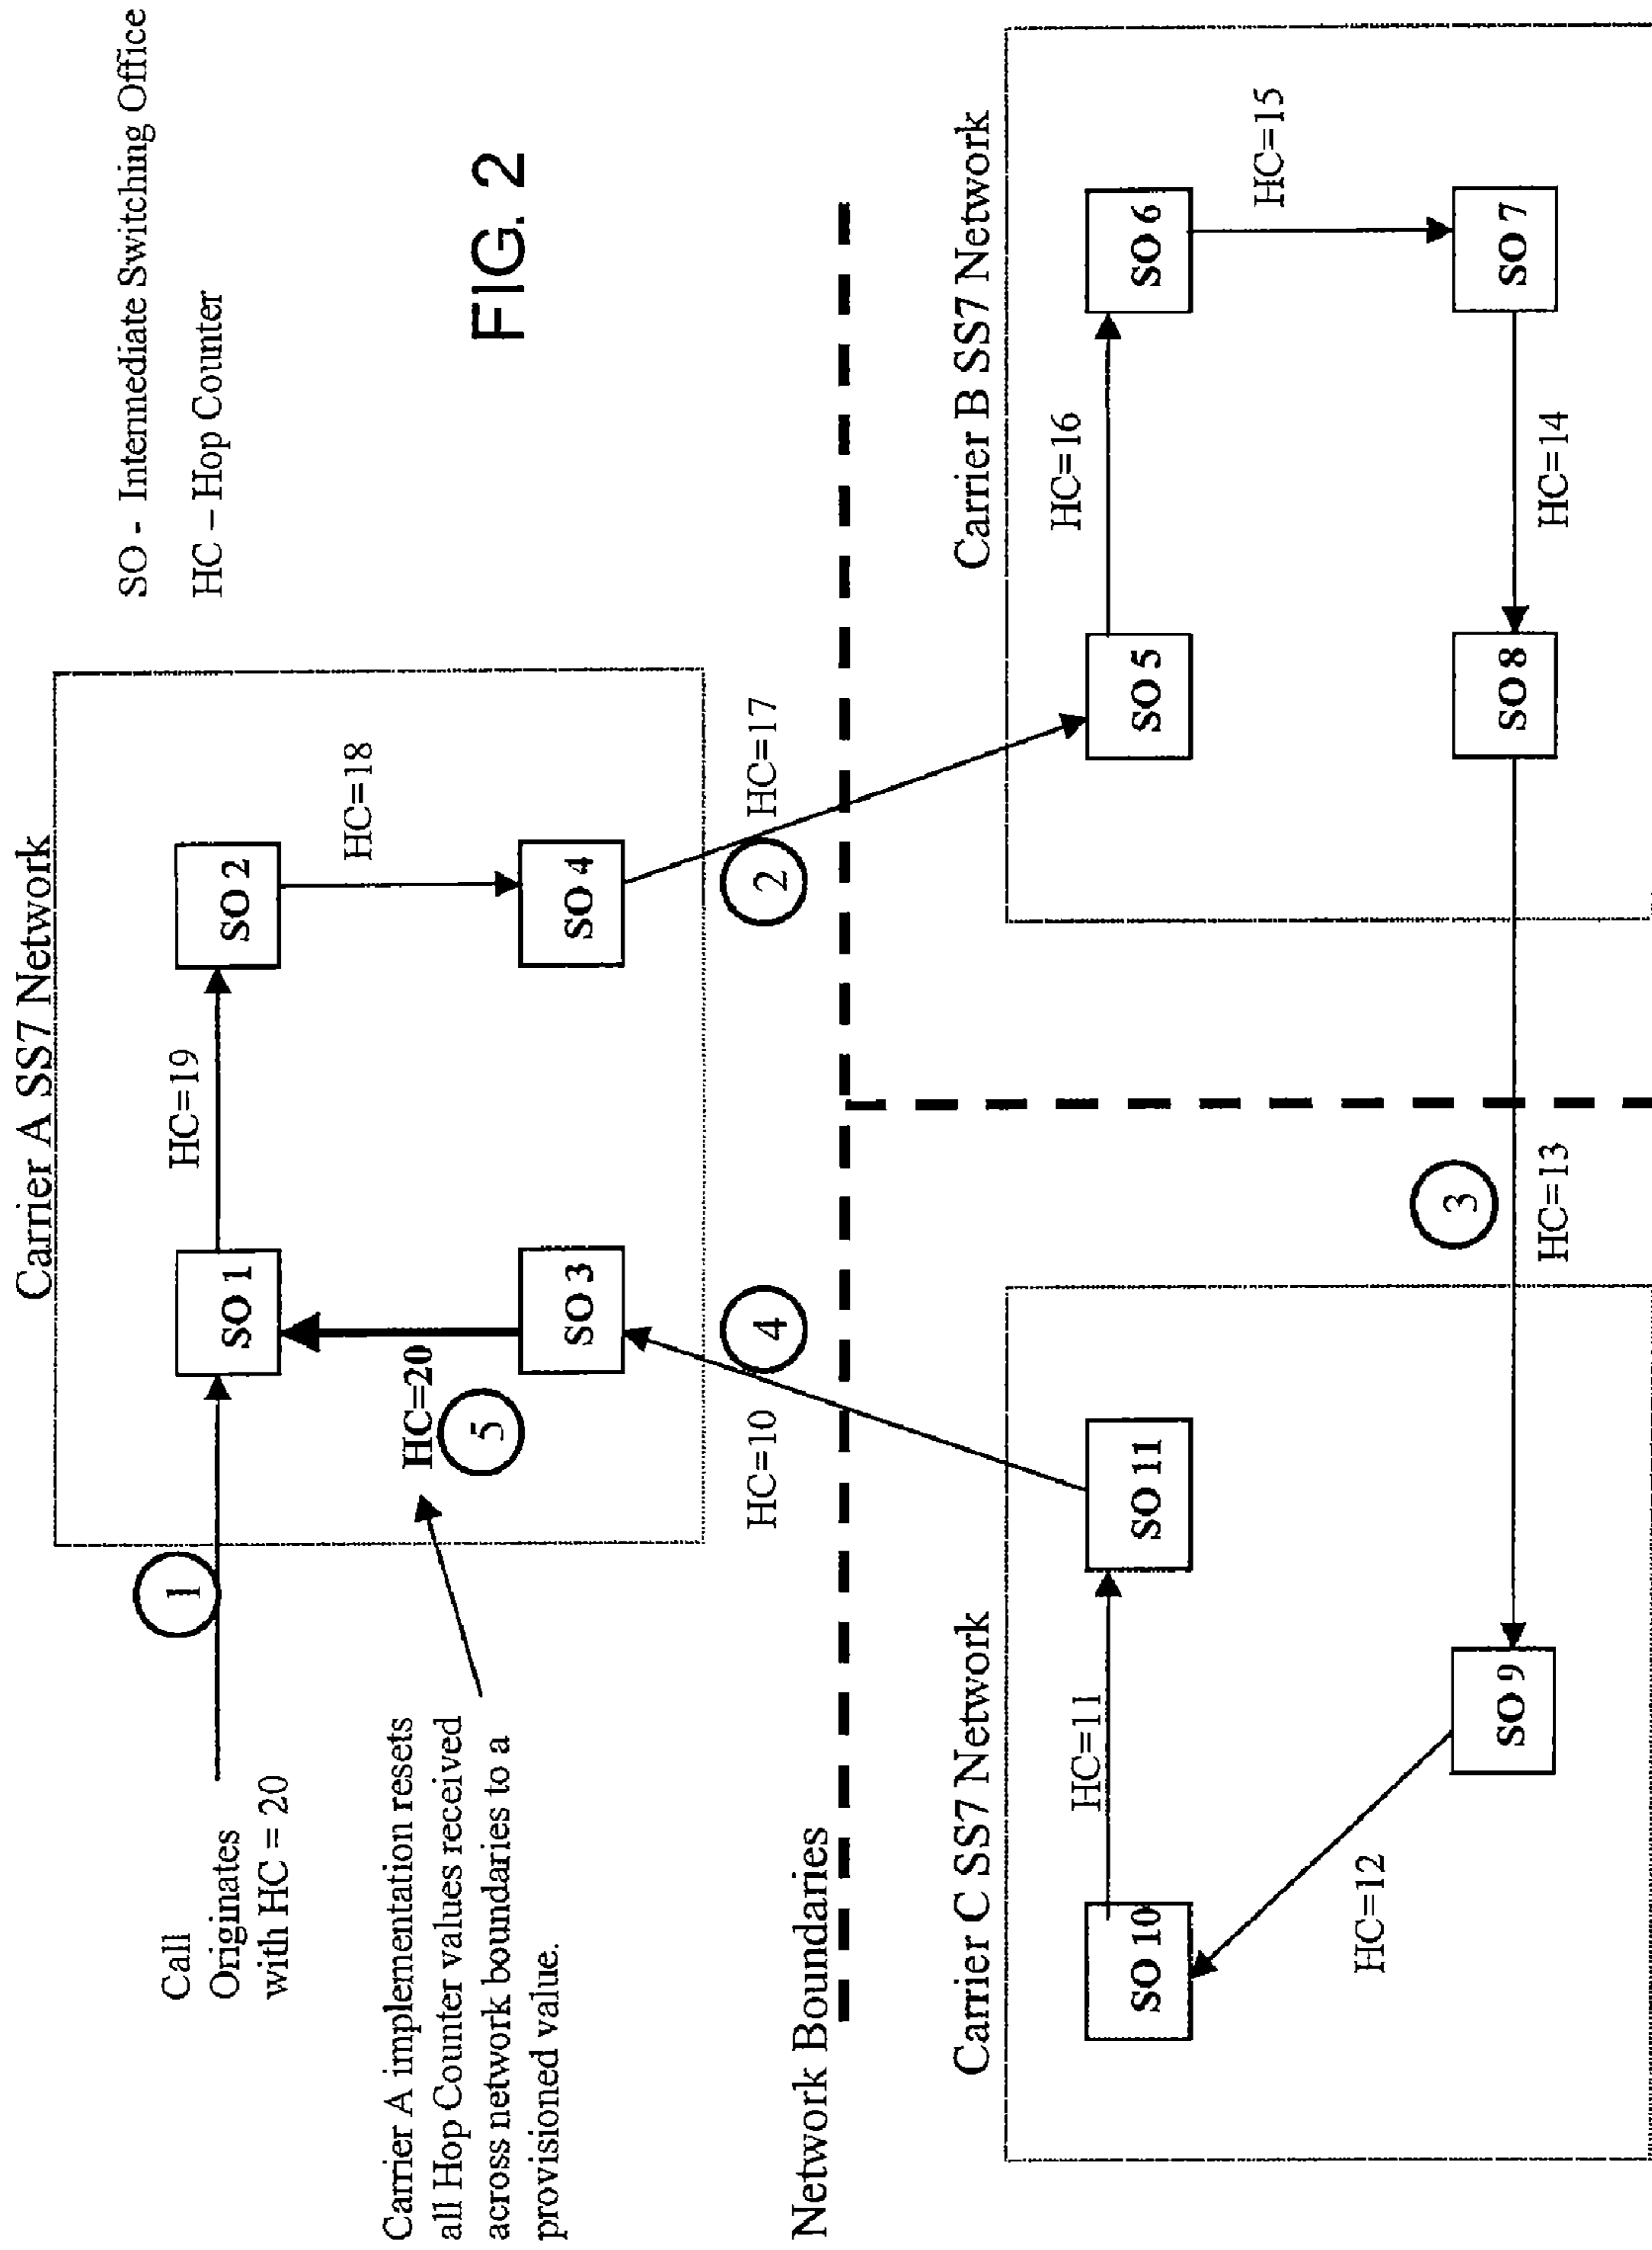 SO - Intermediate Switching Office
HC – Hop Counter
FIG. 2
Carrier A SS7 Network
Call
Originates
with HC = 20
1
SO 1
HC=19
SO 2
HC=18
SO 4
HC=20
5
SO 3
Carrier A implementation resets
all Hop Counter values received
across network boundaries to a
provisioned value.
HC=10
4
2
HC=17
Network Boundaries
Carrier C SS7 Network
SO 10
HC=11
SO 11
HC=12
SO 9
3
HC=13
Carrier B SS7 Network
SO 5
HC=16
SO 6
HC=15
SO 8
HC=14
SO 7